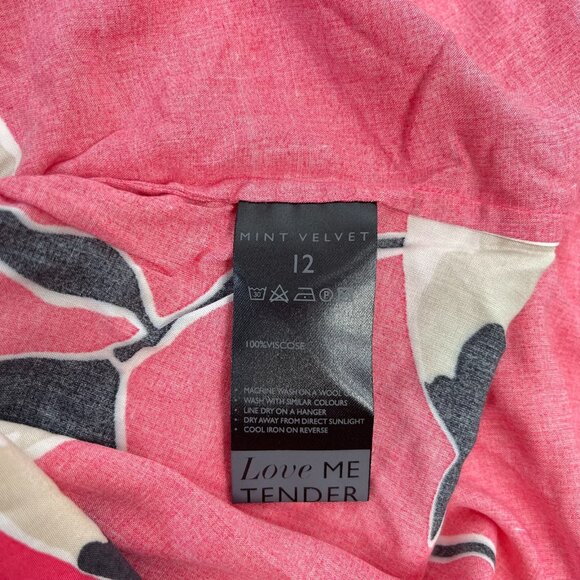 MINT VELVET
12
30 P
100%VISCOSE
• MACHINE WASH ON A WOOL
• WASH WITH SIMILAR COLOURS
• LINE DRY ON A HANGER
• DRY AWAY FROM DIRECT SUNLIGHT
• COOL IRON ON REVERSE
Love ME
TENDER